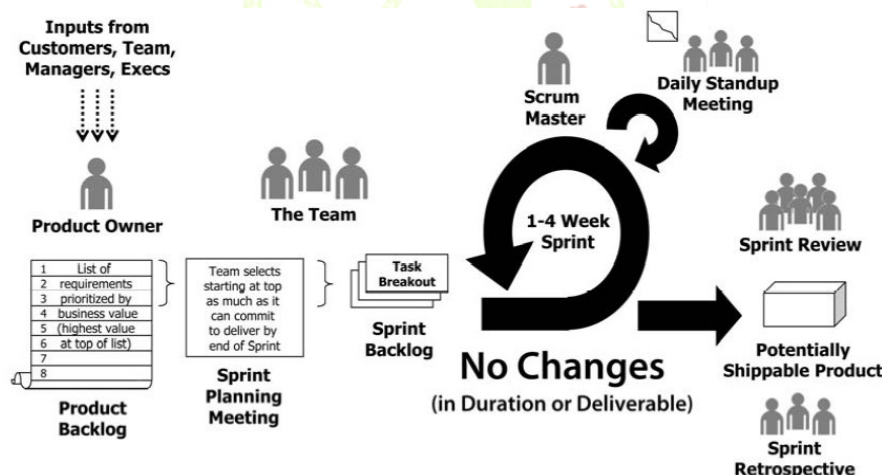 Inputs from
Customers, Team,
Managers, Execs
Product Owner
The Team
Scrum
Master
Daily Standup
Meeting
1-4 Week
Sprint
Sprint Review
1 List of
2 requirements
3 prioritized by
4 business value
5 (highest value
6 at top of list)
7
8
Product
Backlog
Team selects
starting at top
as much as it
can commit
to deliver by
end of Sprint
Sprint
Planning
Meeting
Task
Breakout
Sprint
Backlog
No Changes
(in Duration or Deliverable)
Potentially
Shippable Product
Sprint
Retrospective